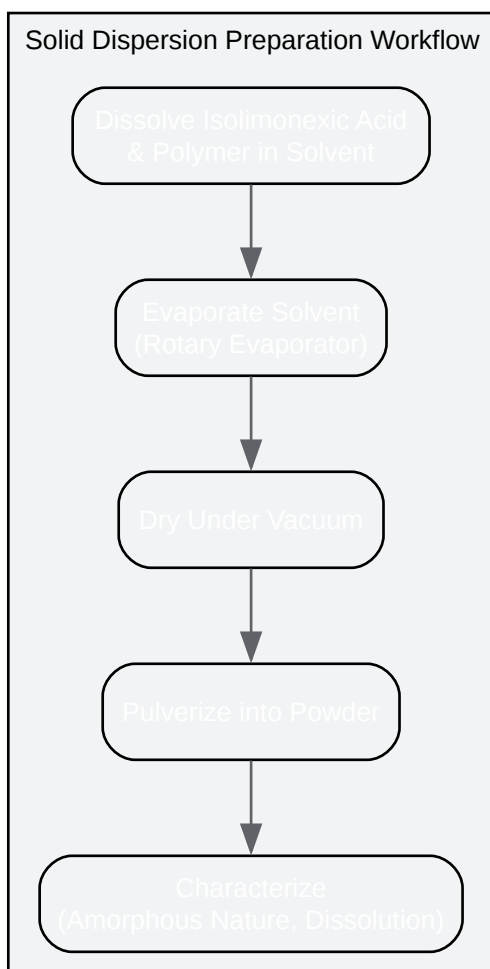 Solid Dispersion Preparation Workflow
Dissolve Isolimonexic Acid
& Polymer in Solvent
Evaporate Solvent
(Rotary Evaporator)
Dry Under Vacuum
Pulverize into Powder
Characterize
(Amorphous Nature, Dissolution)